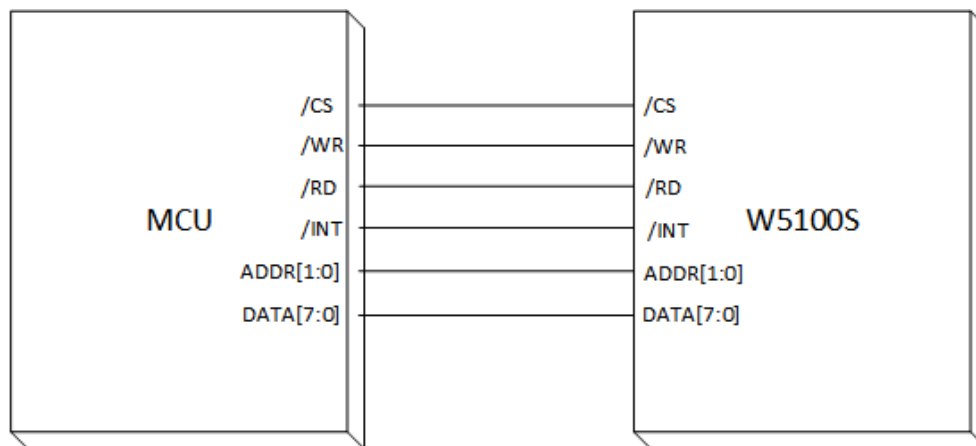 MCU
/CS
/WR
/RD
/INT
ADDR[1:0]
DATA[7:0]
/CS
/WR
/RD
/INT
ADDR[1:0]
DATA[7:0]
W5100S